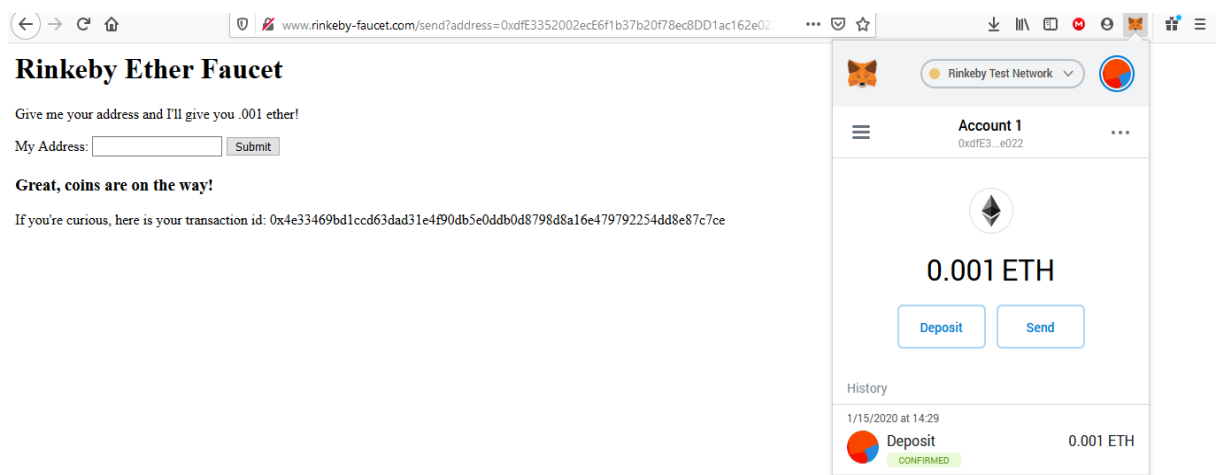 www.rinkeby-faucet.com/send?address=0xdfE3352002ecE6f1b37b20f78ec8DD1ac162e02
Rinkeby Ether Faucet
Give me your address and I'll give you .001 ether!
My Address: Submit
Great, coins are on the way!
If you're curious, here is your transaction id: 0x4e33469bd1ccd63dad31e4f90db5e0ddb0d8798d8a16e479792254dd8e87c7ce
Rinkeby Test Network
Account 1
0xdfE3...e022
0.001 ETH
Deposit Send
History
1/15/2020 at 14:29
Deposit 0.001 ETH
CONFIRMED